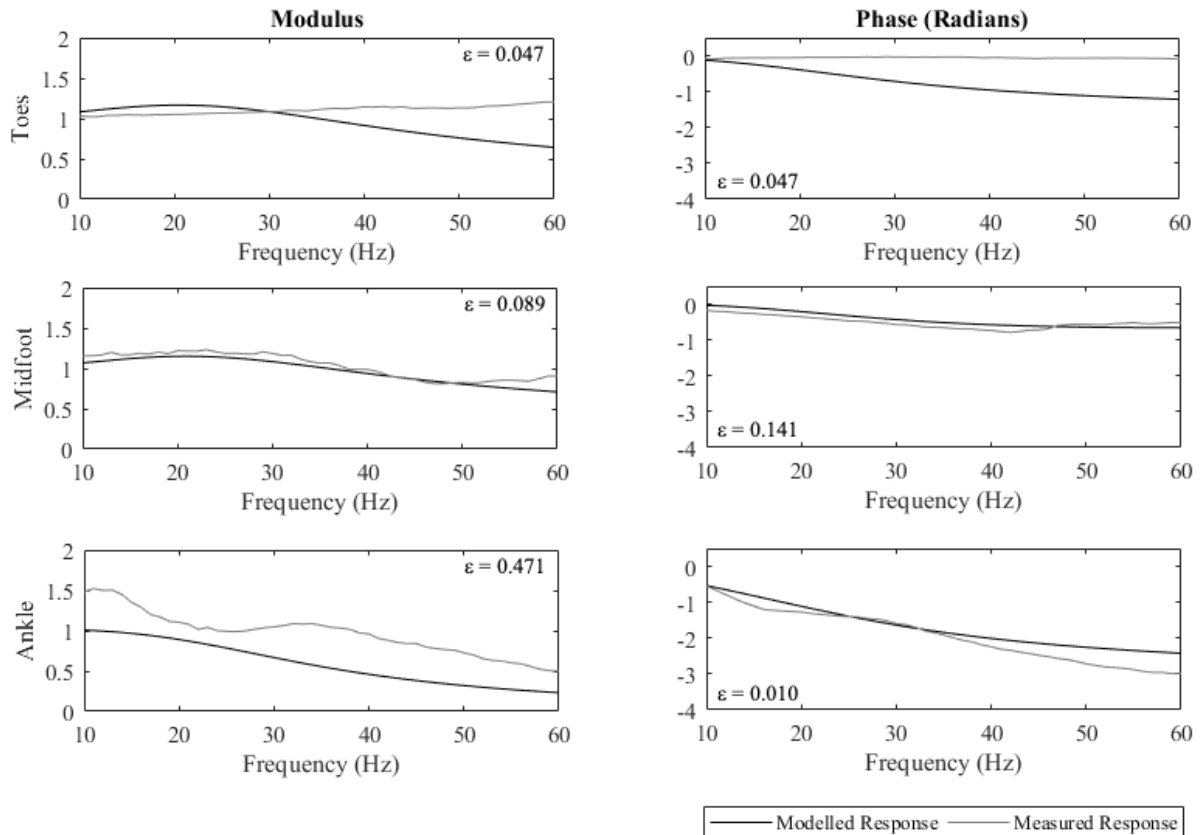 Modulus
Phase (Radians)
2
1.5
1
0.5
0
ε = 0.047
Toes
10 20 30 40 50 60
Frequency (Hz)
0
-1
-2
-3
-4
ε = 0.047
10 20 30 40 50 60
Frequency (Hz)
2
1.5
1
0.5
0
ε = 0.089
Midfoot
10 20 30 40 50 60
Frequency (Hz)
0
-1
-2
-3
-4
ε = 0.141
10 20 30 40 50 60
Frequency (Hz)
2
1.5
1
0.5
0
ε = 0.471
Ankle
10 20 30 40 50 60
Frequency (Hz)
0
-1
-2
-3
-4
ε = 0.010
10 20 30 40 50 60
Frequency (Hz)
Modelled Response Measured Response